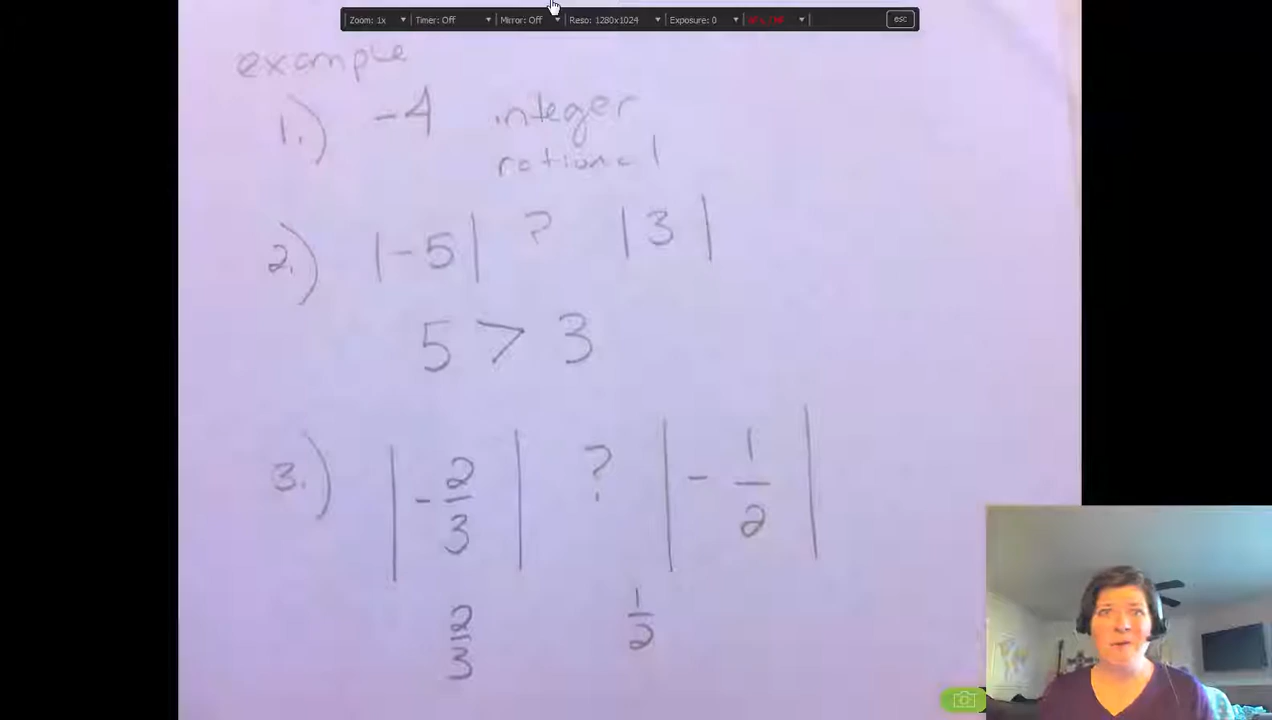 Zoom: 1x Timer: Off Mirror: Off Reso: 1280x1024 Exposure: 0 esc
example
1.) -4 integer
rational
2.) |-5| ? |3|
5 > 3
3.) |-2/3| ? |-1/2|
2/3 1/2